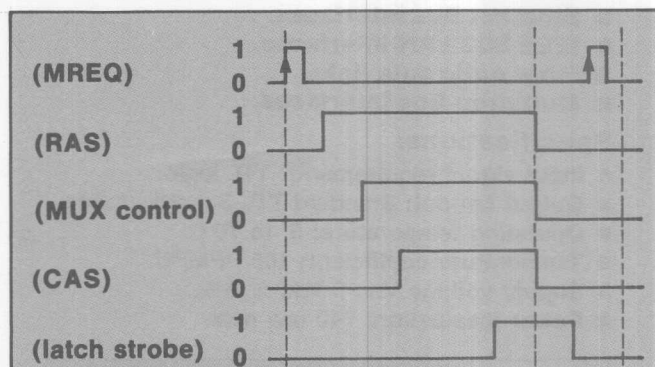 1
(MREQ) 0
1
(RAS) 0
1
(MUX control) 0
1
(CAS) 0
1
(latch strobe) 0